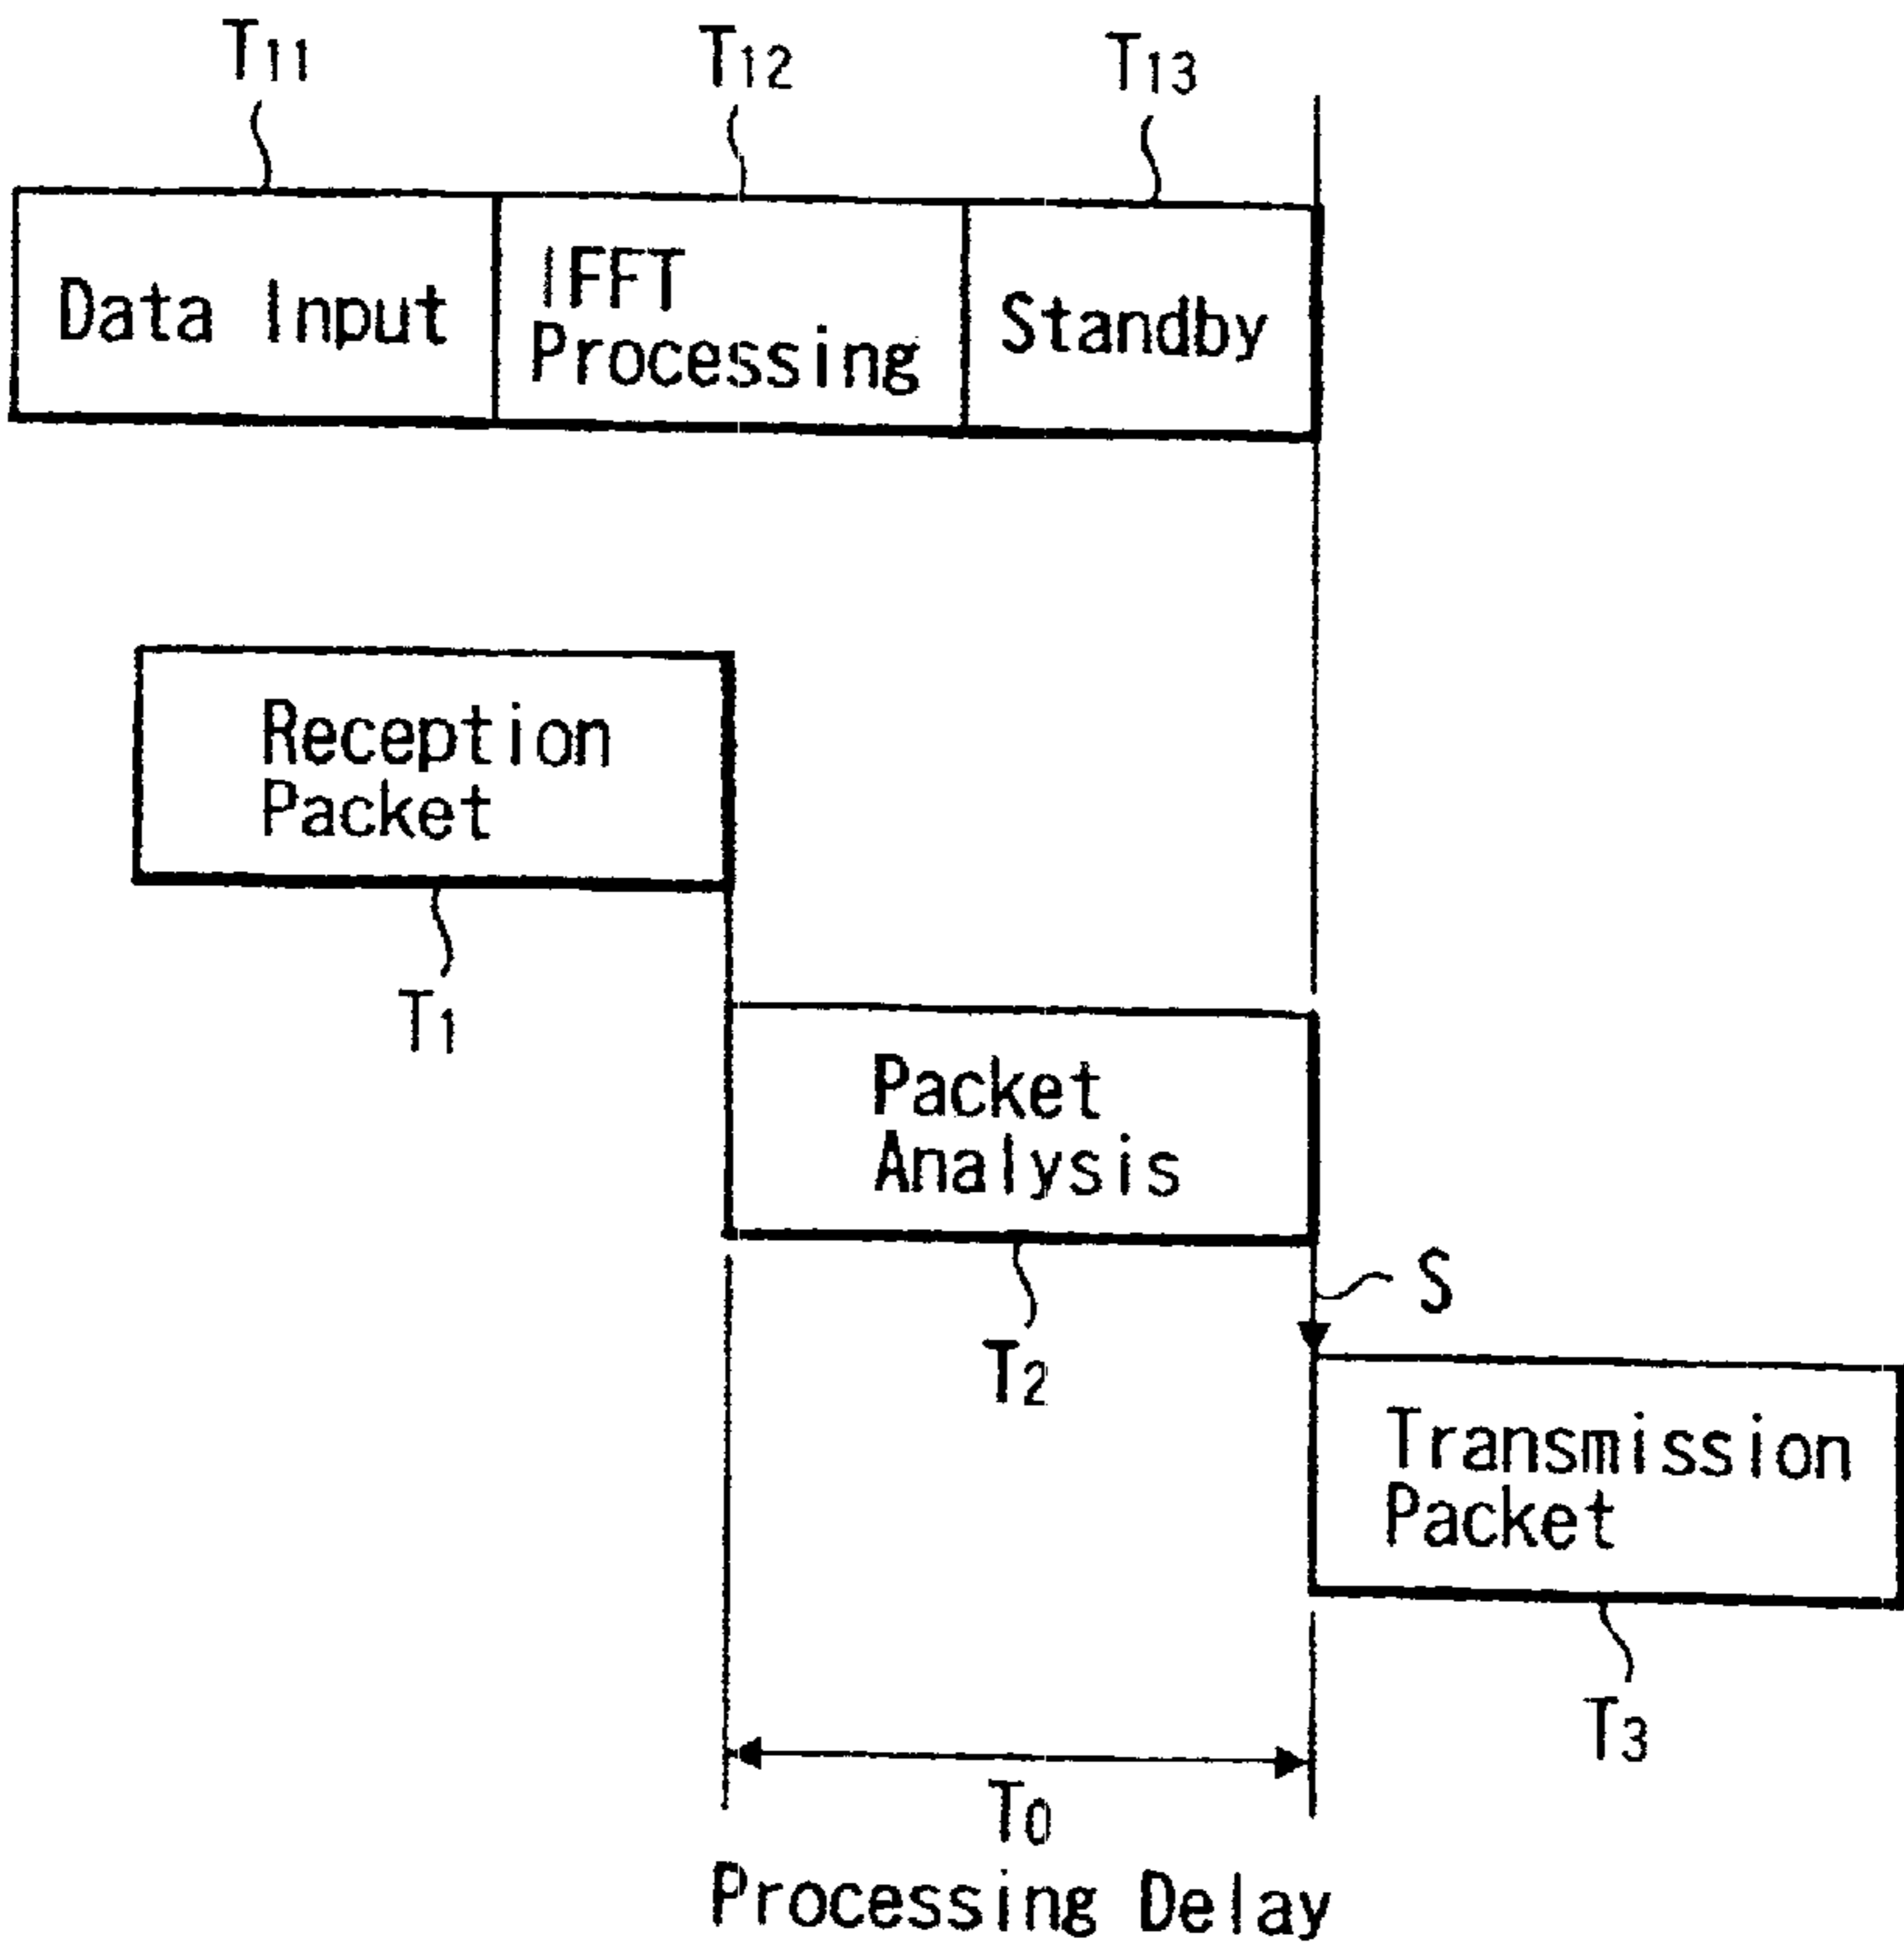 T11
T12
T13
Data Input
IFFT
Processing
Standby
Reception
Packet
T1
Packet
Analysis
S
T2
Transmission
Packet
T3
T0
Processing Delay